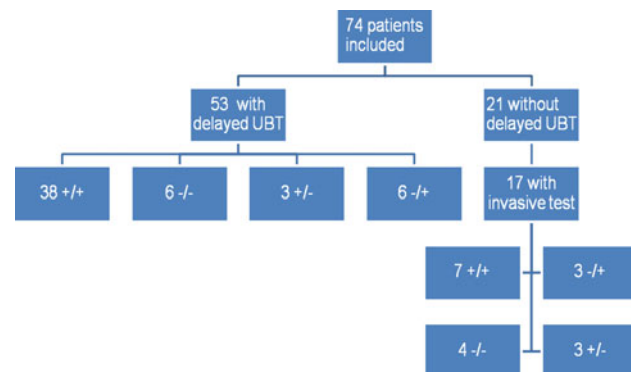 74 patients
included
53 with
delayed UBT
21 without
delayed UBT
38 +/+
6 -/-
3 +/-
6 -/+
17 with
invasive test
7 +/+
3 -/+
4 -/-
3 +/-